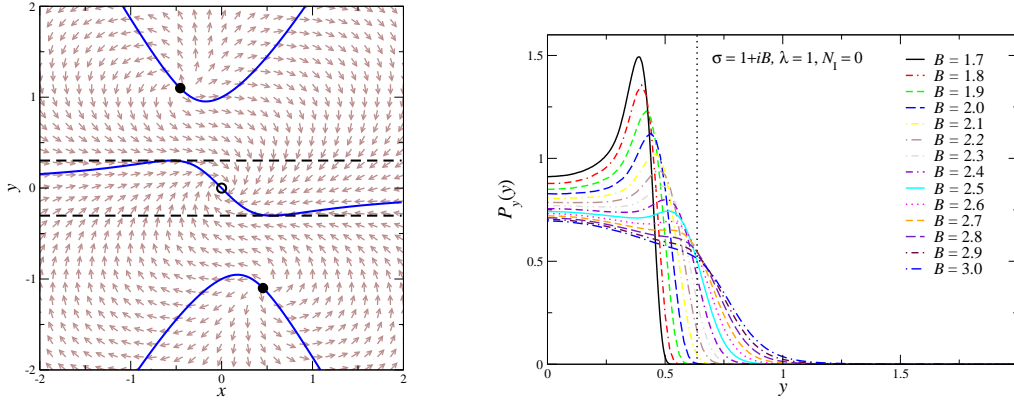 2
1
0
-1
-2
y
-2
-1
0
1
2
x
1.5
1
0.5
0
P_y(y)
0
0.5
1
1.5
y
σ=1+iB, λ=1, N_I=0
B = 1.7
B = 1.8
B = 1.9
B = 2.0
B = 2.1
B = 2.2
B = 2.3
B = 2.4
B = 2.5
B = 2.6
B = 2.7
B = 2.8
B = 2.9
B = 3.0